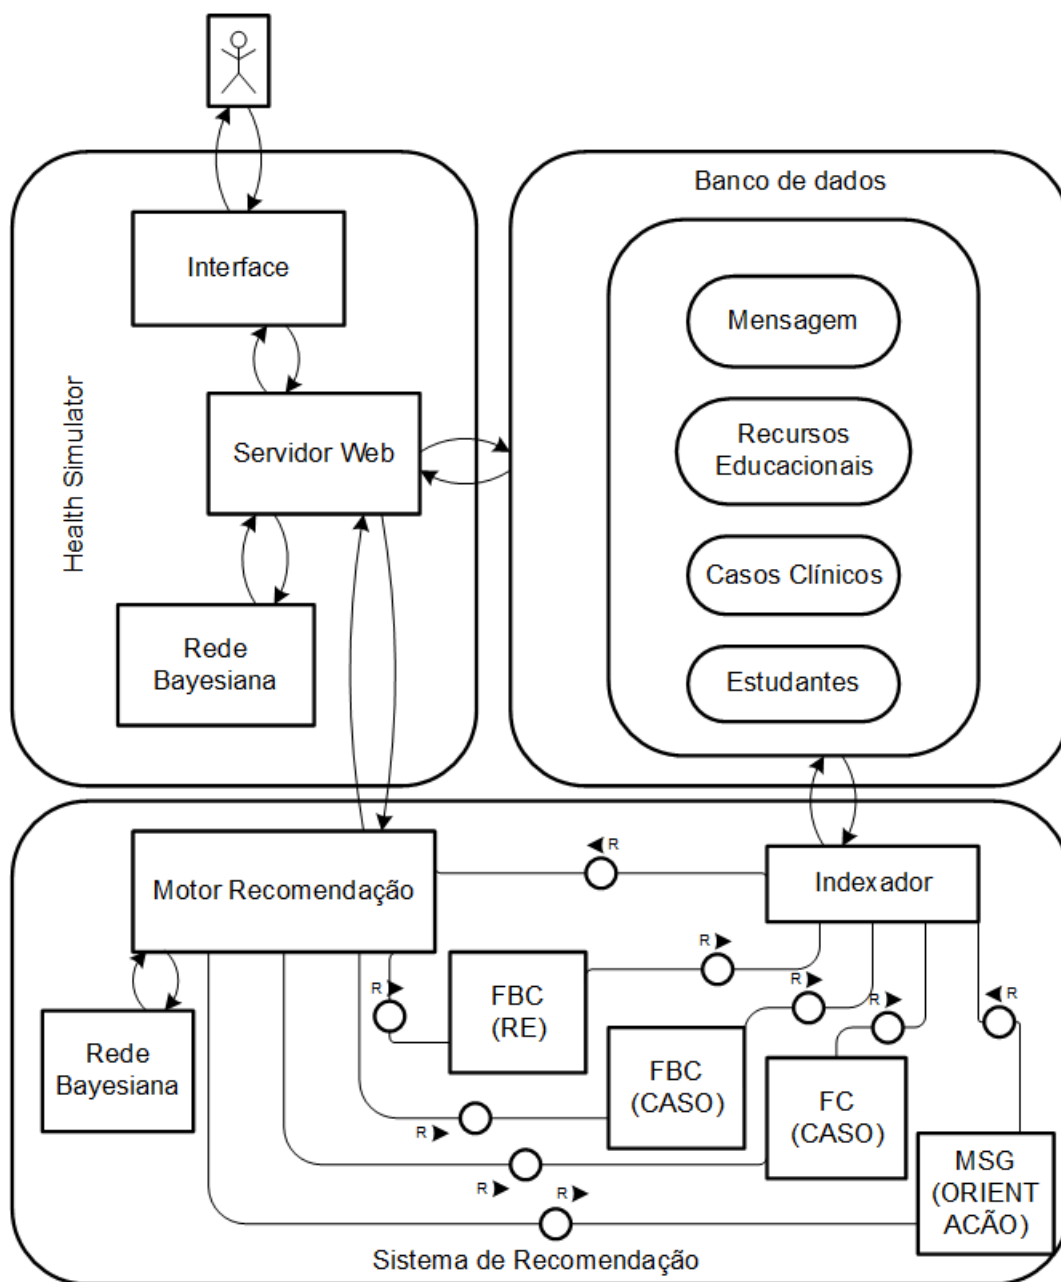 Banco de dados
Interface
Mensagem
Servidor Web
Recursos
Educacionais
Health Simulator
Casos Clínicos
Rede
Bayesiana
Estudantes
R
Motor Recomendação
Indexador
R
R
R
R
R
FBC
(RE)
Rede
Bayesiana
FBC
(CASO)
FC
(CASO)
R
MSG
(ORIENT
ACÃO)
R
R
Sistema de Recomendação